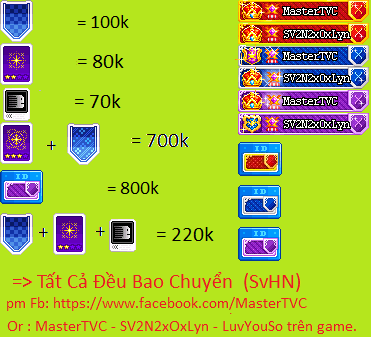 = 100k
MasterTVC
SV2N2xOxLyn
= 80k
MasterTVC
= 70k
SV2N2xOxLyn
MasterTVC
SV2N2xOxLyn
+ = 700k
ID
= 800k
ID
ID
+ + = 220k
=> Tất Cả Đều Bao Chuyển (SvHN)
pm Fb: https://www.facebook.com/MasterTVC
Or : MasterTVC - SV2N2xOxLyn - LuvYouSo trên game.